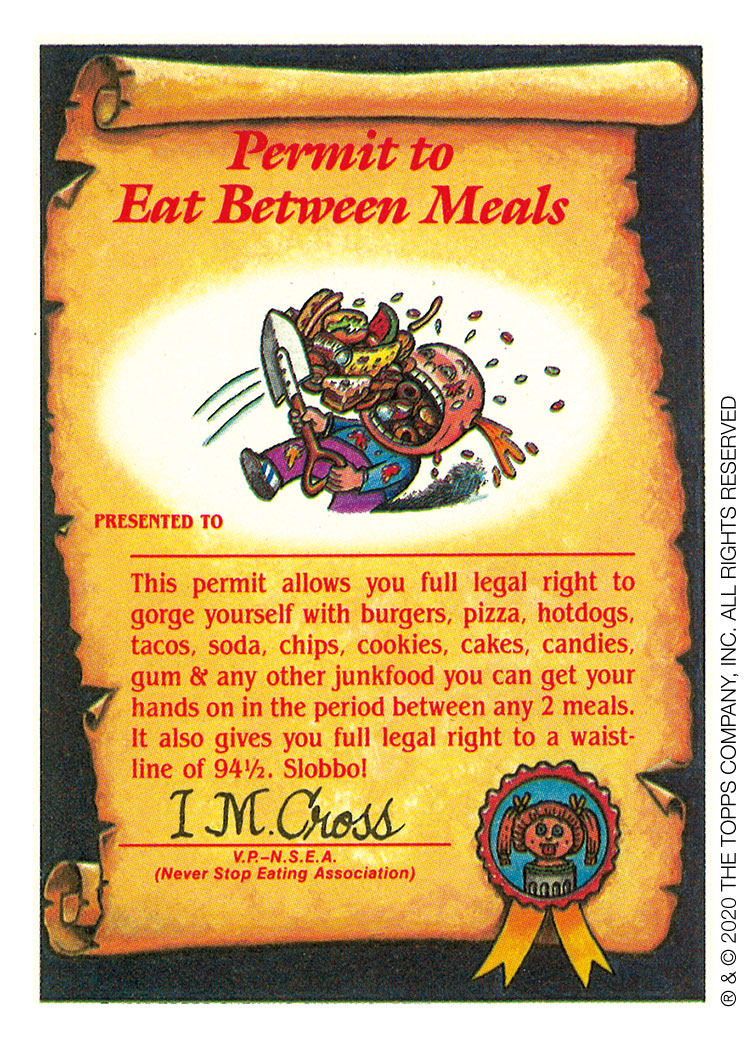 Permit to
Eat Between Meals
PRESENTED TO
This permit allows you full legal right to
gorge yourself with burgers, pizza, hotdogs,
tacos, soda, chips, cookies, cakes, candies,
gum & any other junkfood you can get your
hands on in the period between any 2 meals.
It also gives you full legal right to a waist-
line of 94½. Slobbo!
I M. Cross
V.P.–N.S.E.A.
(Never Stop Eating Association)
® & © 2020 THE TOPPS COMPANY, INC. ALL RIGHTS RESERVED